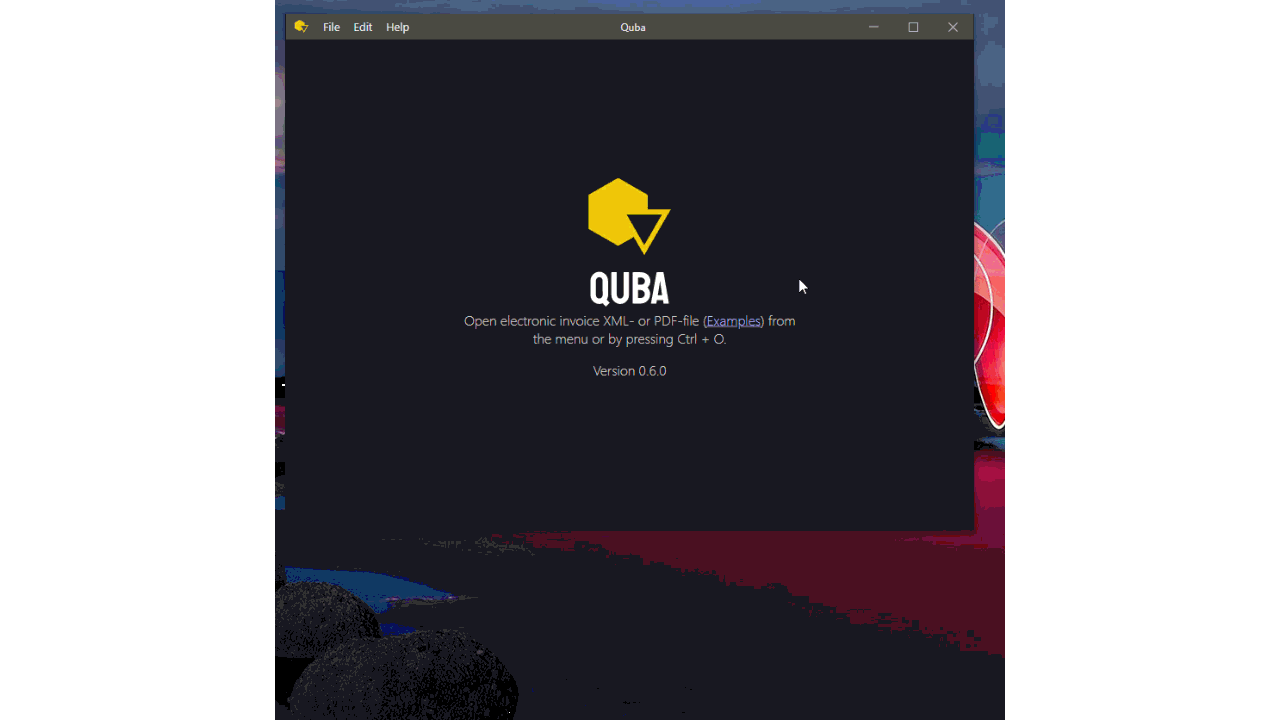 File Edit Help Quba
QUBA
Open electronic invoice XML- or PDF-file (Examples) from
the menu or by pressing Ctrl + O.
Version 0.6.0